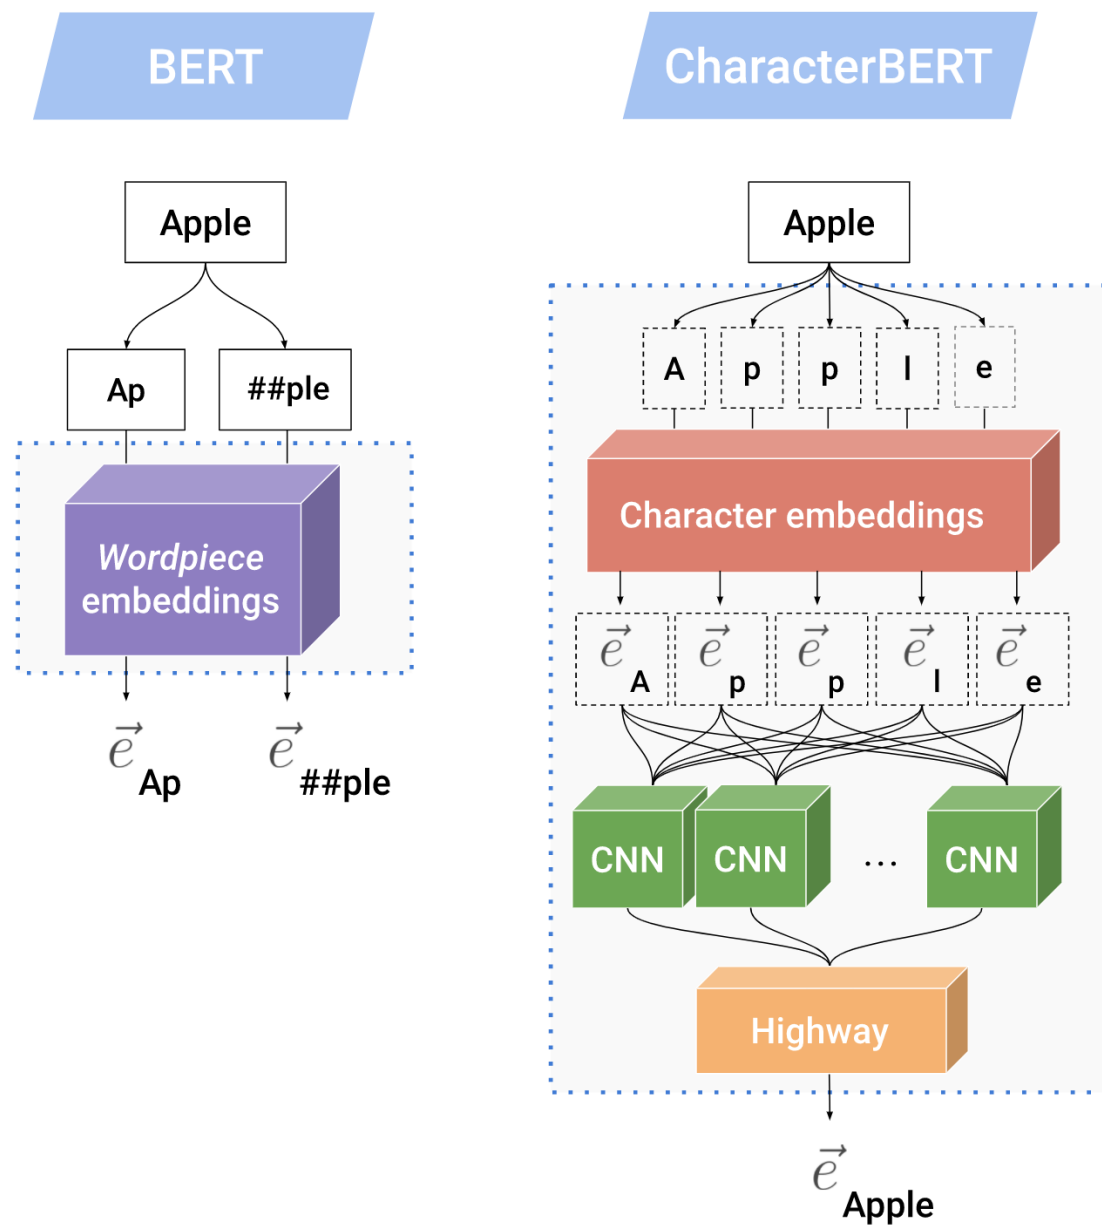 BERT
Apple
Ap
##ple
Wordpiece
embeddings
e⃗ Ap
e⃗ ##ple
CharacterBERT
Apple
A p p l e
Character embeddings
e⃗ A e⃗ p e⃗ p e⃗ l e⃗ e
CNN CNN ... CNN
Highway
e⃗ Apple